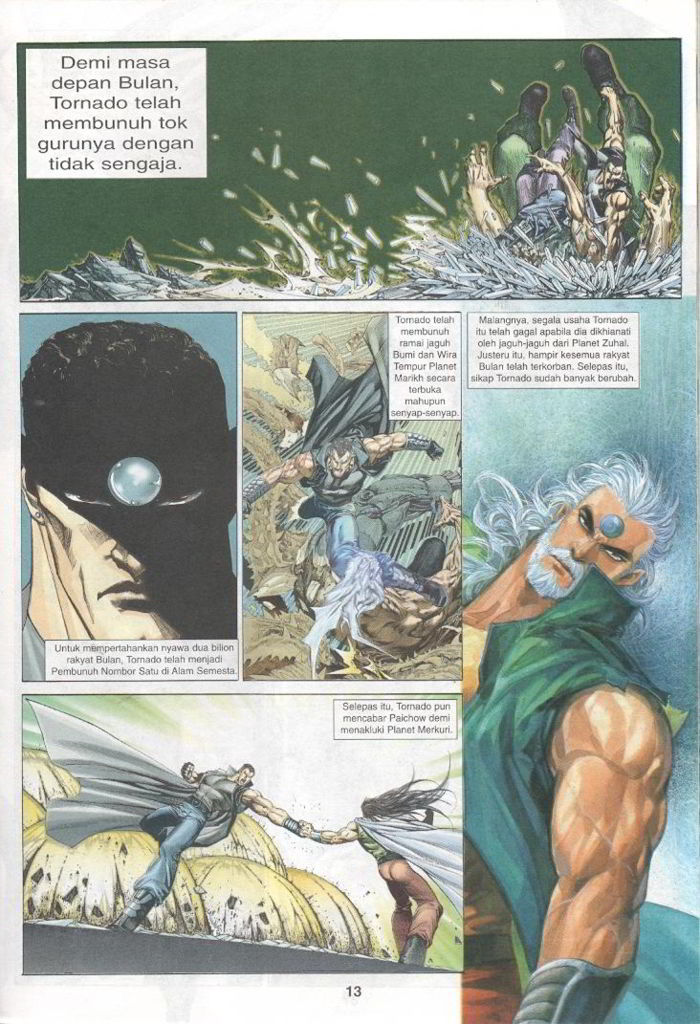 Demi masa
depan Bulan,
Tornado telah
membunuh tok
gurunya dengan
tidak sengaja.
Untuk mempertahankan nyawa dua bilion
rakyat Bulan, Tornado telah menjadi
Pembunuh Nombor Satu di Alam Semesta.
Tornado telah
membunuh
ramai jaguh
Bumi dan Wira
Tempur Planet
Marikh secara
terbuka
mahupun
senyap-senyap.
Malangnya, segala usaha Tornado
itu telah gagal apabila dia dikhianati
oleh jaguh-jaguh dari Planet Zuhal.
Justeru itu, hampir kesemua rakyat
Bulan telah terkorban. Selepas itu,
sikap Tornado sudah banyak berubah.
Selepas itu, Tornado pun
mencabar Paichow demi
menakluki Planet Merkuri.
13